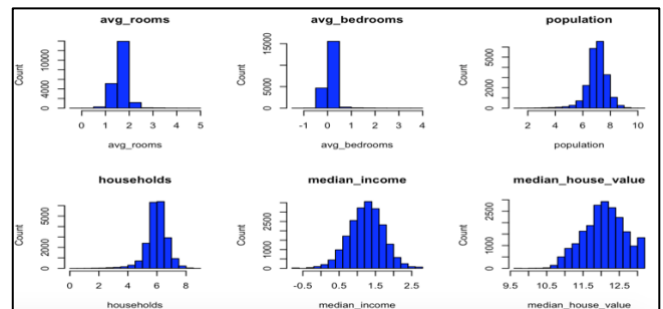 avg_rooms
avg_bedrooms
population
Count
0 4000 10000
0 1 2 3 4 5
avg_rooms
Count
0 5000 15000
-1 0 1 2 3 4
avg_bedrooms
Count
0 2000 5000
2 4 6 8 10
population
households
median_income
median_house_value
Count
0 2000 5000
0 2 4 6 8
households
Count
0 1000 2500
-0.5 0.5 1.5 2.5
median_income
Count
0 1000 2500
9.5 10.5 11.5 12.5
median_house_value